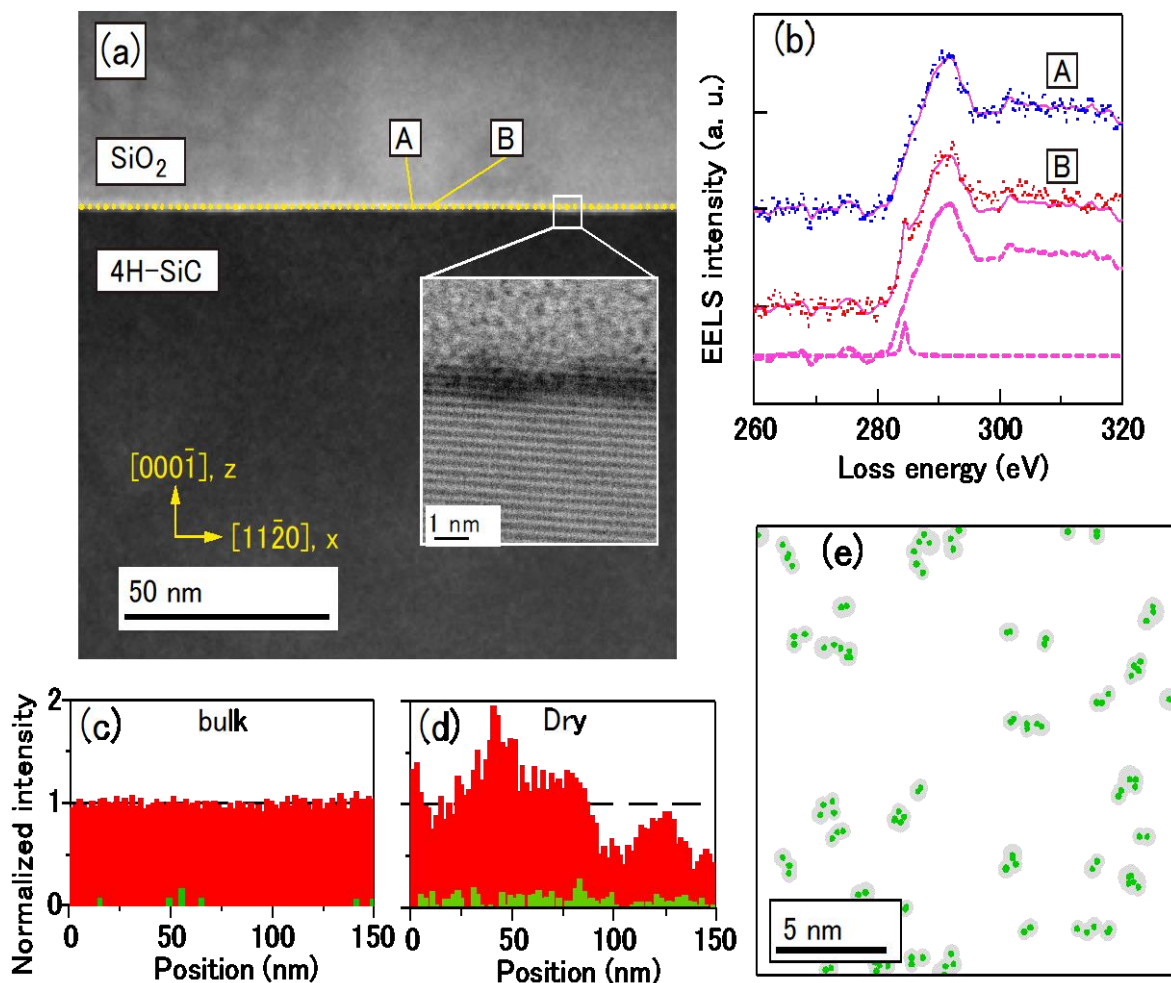 (a)
A
B
SiO₂
4H-SiC
[0001̄], z
[112̄0], x
50 nm
1 nm
(b)
A
B
EELS intensity (a. u.)
260
280
300
320
Loss energy (eV)
(c)
bulk
Normalized intensity
2
1
0
0
50
100
150
Position (nm)
(d)
Dry
0
50
100
150
Position (nm)
(e)
5 nm